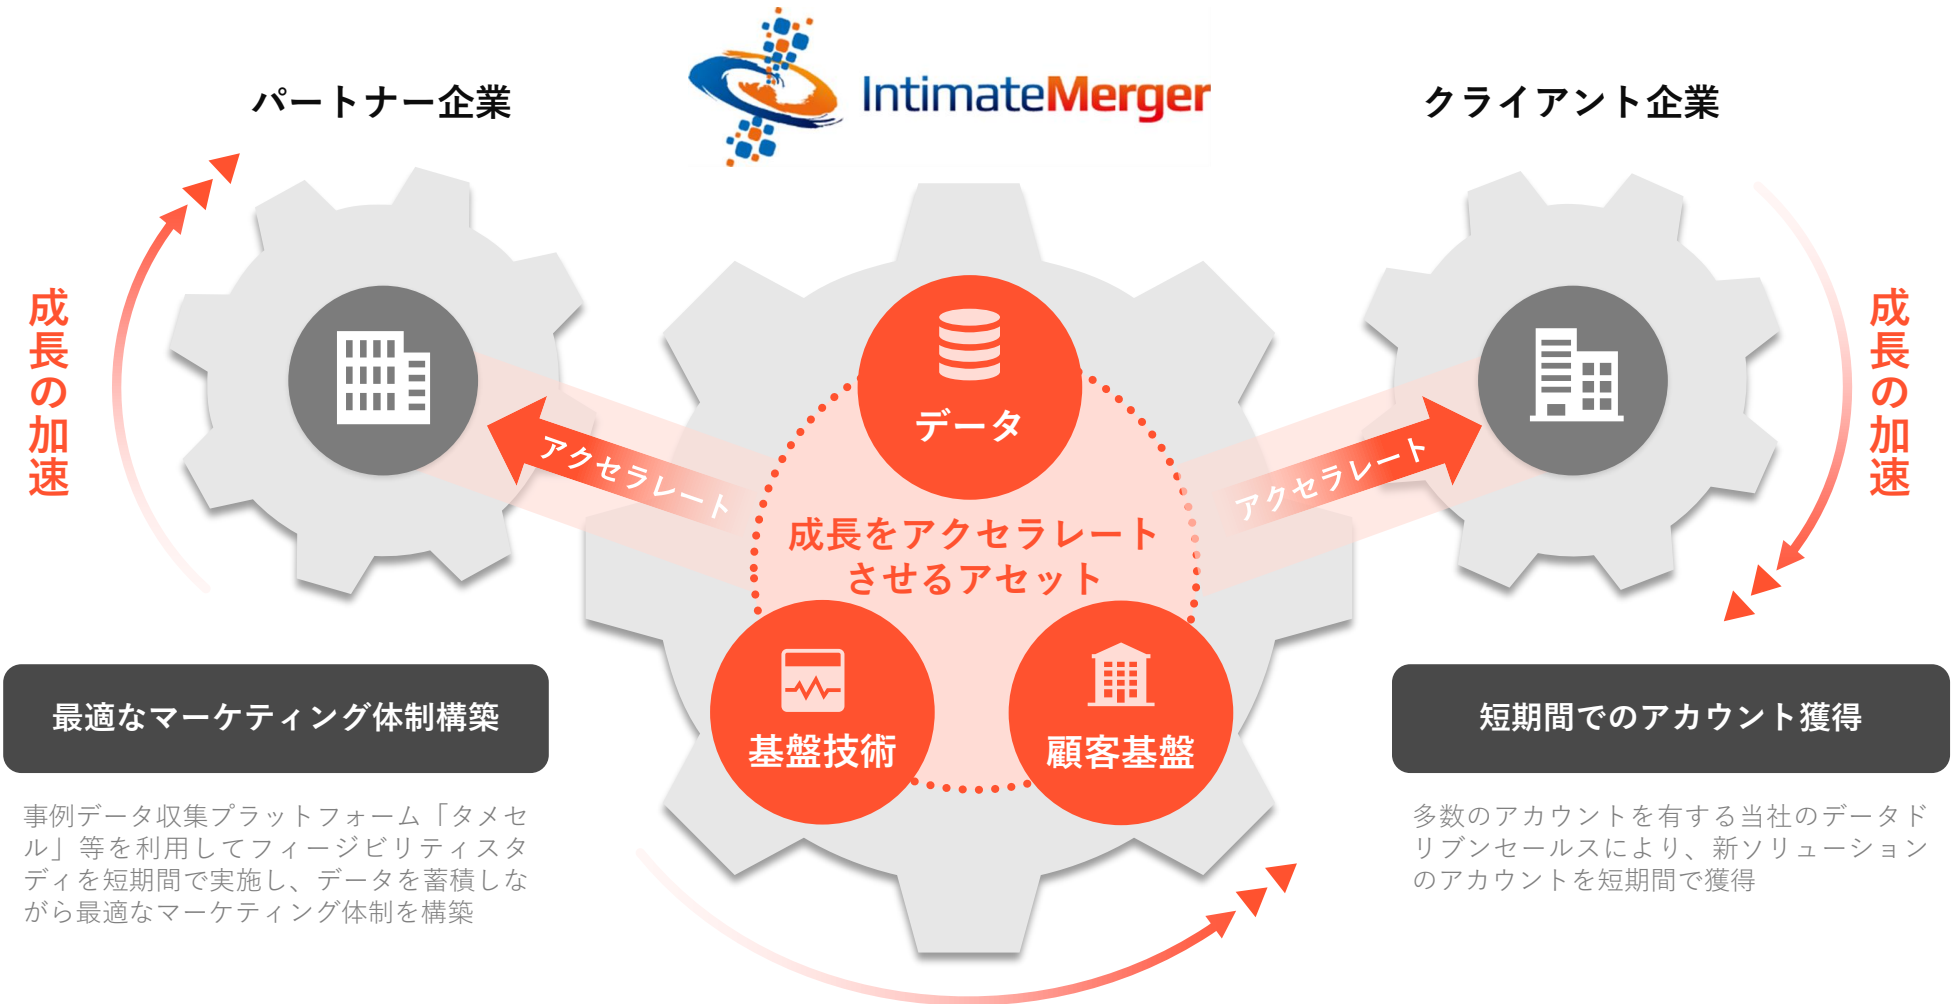 IntimateMerger
パートナー企業
クライアント企業
成長の加速
アクセラレート
データ
成長をアクセラレート
させるアセット
基盤技術
顧客基盤
アクセラレート
成長の加速
最適なマーケティング体制構築
事例データ収集プラットフォーム「タメセ
ル」等を利用してフィージビリティスタ
ディを短期間で実施し、データを蓄積しな
がら最適なマーケティング体制を構築
短期間でのアカウント獲得
多数のアカウントを有する当社のデータド
リブンセールスにより、新ソリューション
のアカウントを短期間で獲得